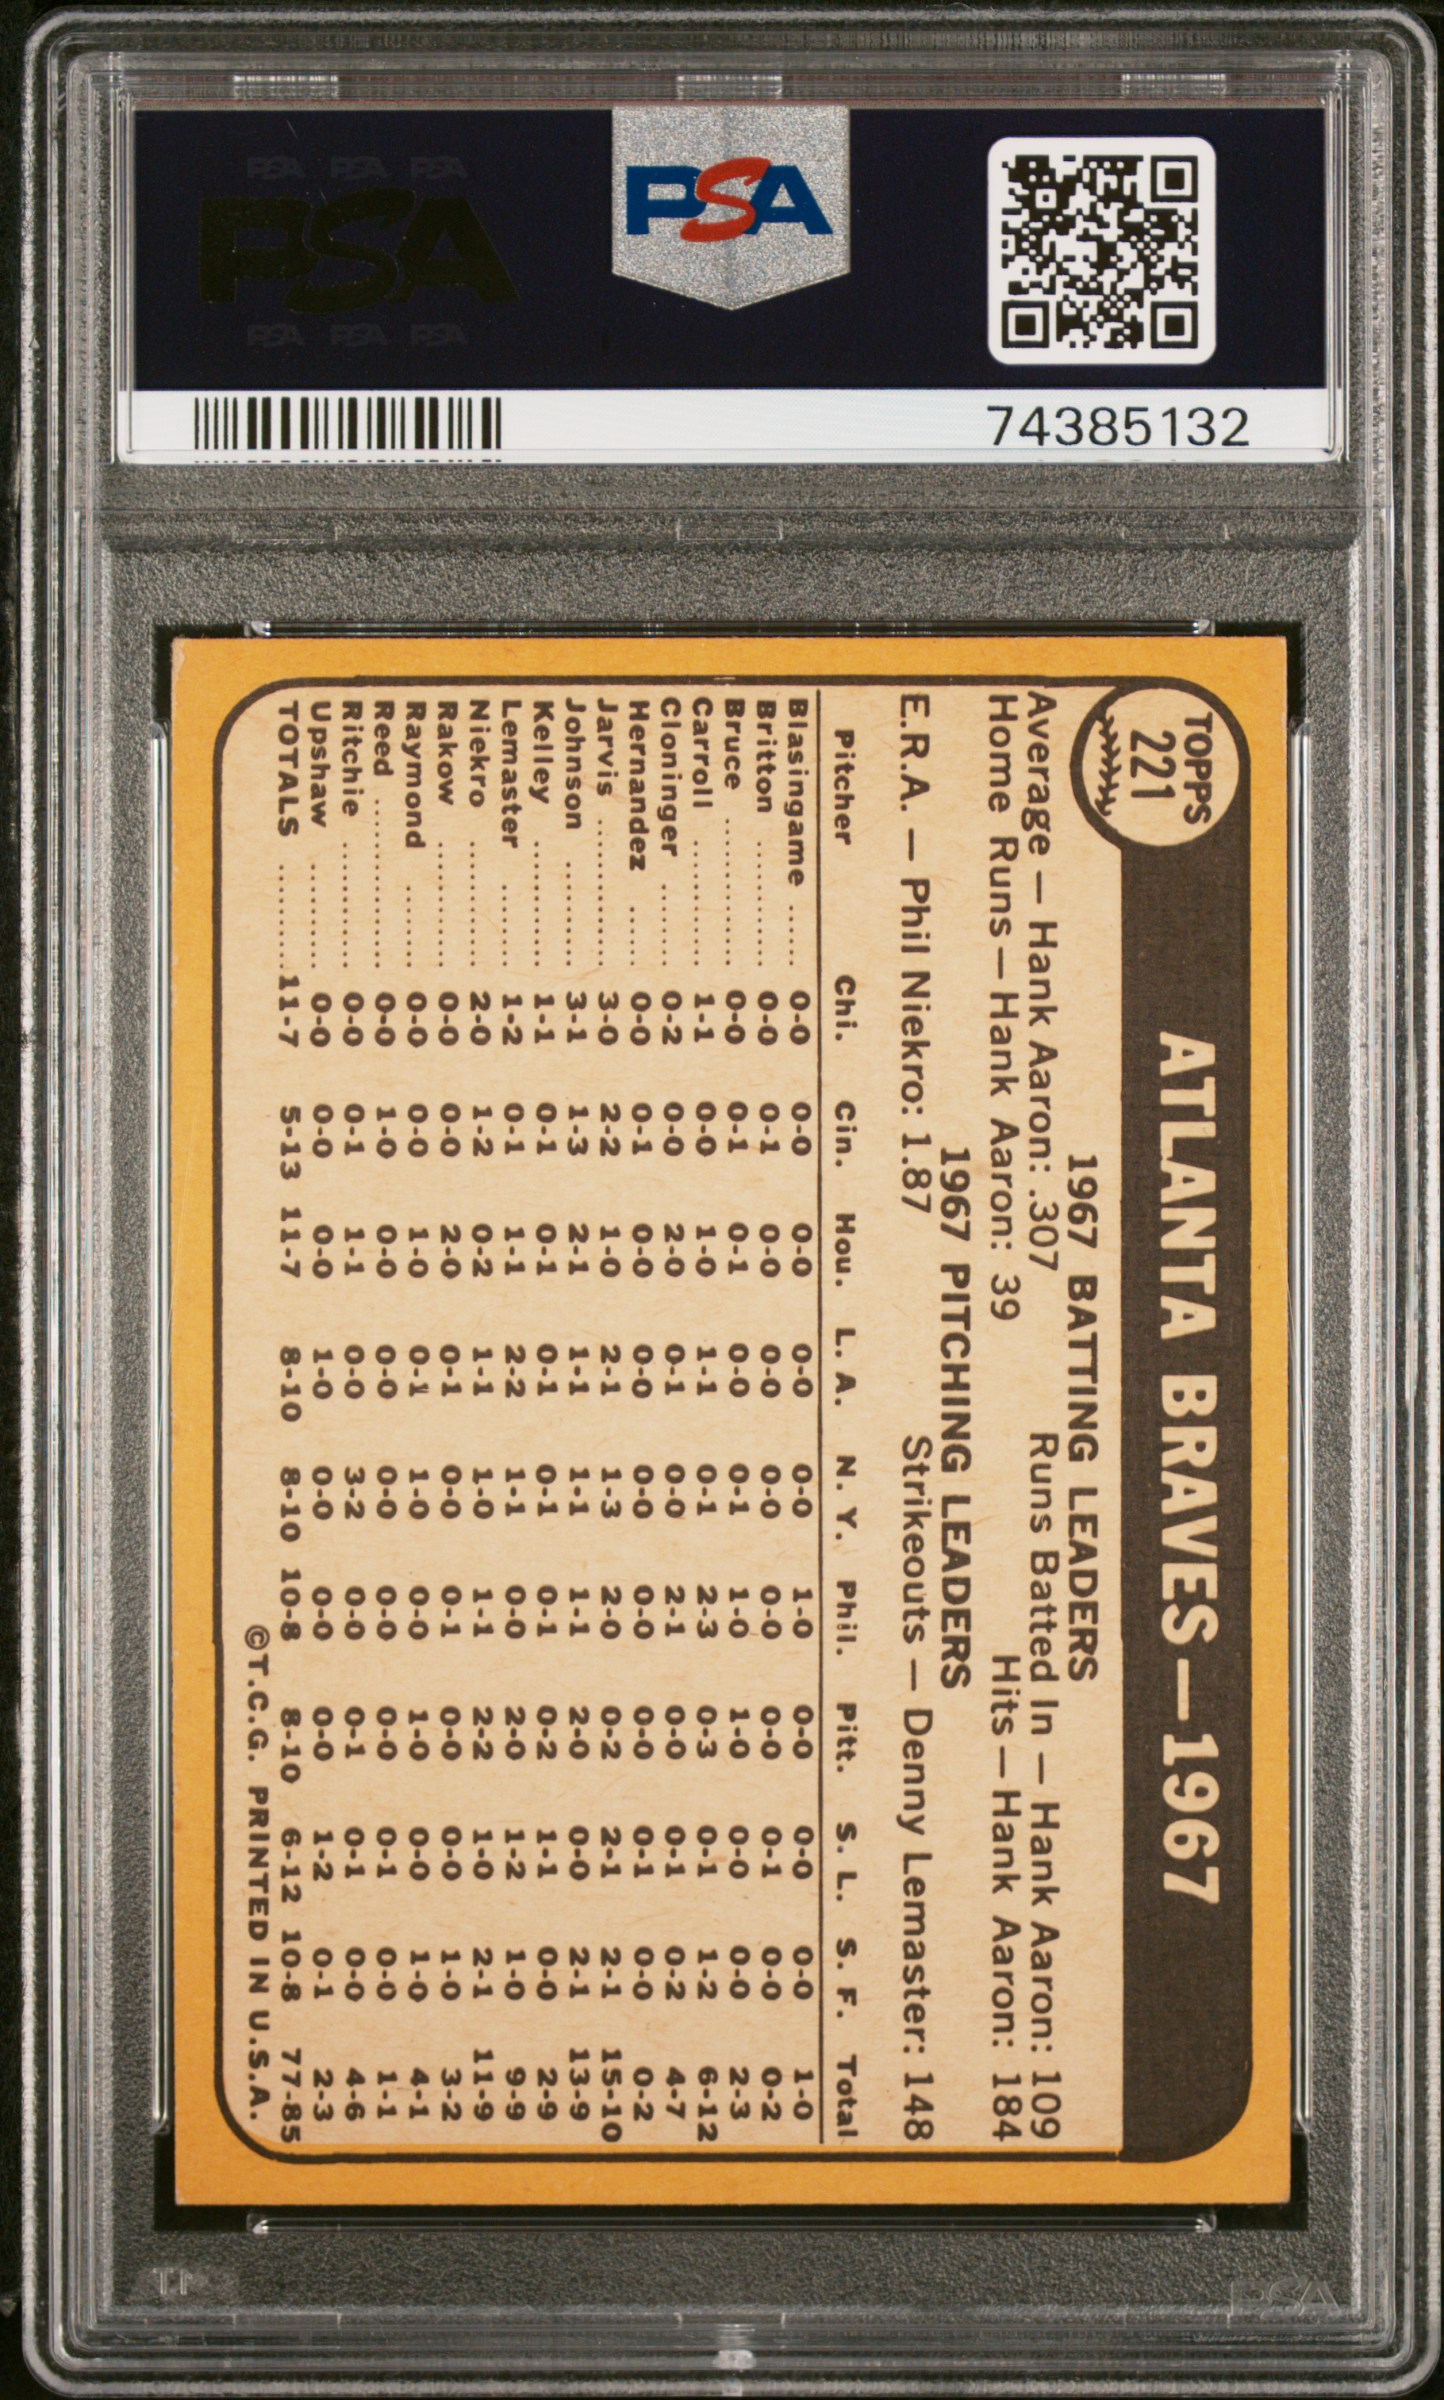 PSA PSA PSA
PSA
PSA PSA PSA
PSA
74385132
TOPPS
221
ATLANTA BRAVES—1967
1967 BATTING LEADERS
Average — Hank Aaron: .307 Runs Batted In — Hank Aaron: 109
Home Runs—Hank Aaron: 39 Hits—Hank Aaron: 184
1967 PITCHING LEADERS
E.R.A. — Phil Niekro: 1.87 Strikeouts — Denny Lemaster: 148
Pitcher Chi. Cin. Hou. L. A. N. Y. Phil. Pitt. S. L. S. F. Total
Blasingame ...... 0-0 0-0 0-0 0-0 0-0 1-0 0-0 0-0 0-0 1-0
Britton ............ 0-0 0-1 0-0 0-0 0-0 0-0 0-0 0-1 0-0 0-2
Bruce .............. 0-0 0-1 0-1 0-0 0-1 1-0 1-0 0-0 0-0 2-3
Carroll ............ 1-1 0-0 1-0 1-1 0-1 2-3 0-3 0-1 1-2 6-12
Cloninger ........ 0-2 0-0 2-0 0-1 0-0 2-1 0-0 0-1 0-2 4-7
Hernandez ...... 0-0 0-1 0-0 0-0 0-0 0-0 0-0 0-1 0-0 0-2
Jarvis .............. 3-0 2-2 1-0 2-1 1-3 2-0 0-2 2-1 2-1 15-10
Johnson .......... 3-1 1-3 2-1 1-1 1-1 1-1 2-0 0-0 2-1 13-9
Kelley ............ 1-1 0-1 0-1 0-1 0-1 0-1 0-2 1-1 0-0 2-9
Lemaster ........ 1-2 0-1 1-1 2-2 1-1 0-0 2-0 1-2 1-0 9-9
Niekro ............ 2-0 1-2 0-2 1-1 1-0 1-1 2-2 1-0 2-1 11-9
Rakow ............ 0-0 0-0 2-0 0-1 0-0 0-1 0-0 0-0 1-0 3-2
Raymond ........ 0-0 0-0 1-0 0-1 1-0 0-0 1-0 0-0 1-0 4-1
Reed ................ 0-0 1-0 0-0 0-0 0-0 0-0 0-0 0-1 0-0 1-1
Ritchie ............ 0-0 0-1 1-1 0-0 3-2 0-0 0-1 0-1 0-0 4-6
Upshaw .......... 0-0 0-0 0-0 1-0 0-0 0-0 0-0 1-2 0-1 2-3
TOTALS ..........11-7 5-13 11-7 8-10 8-10 10-8 8-10 6-12 10-8 77-85
©T.C.G. PRINTED IN U.S.A.
PSA